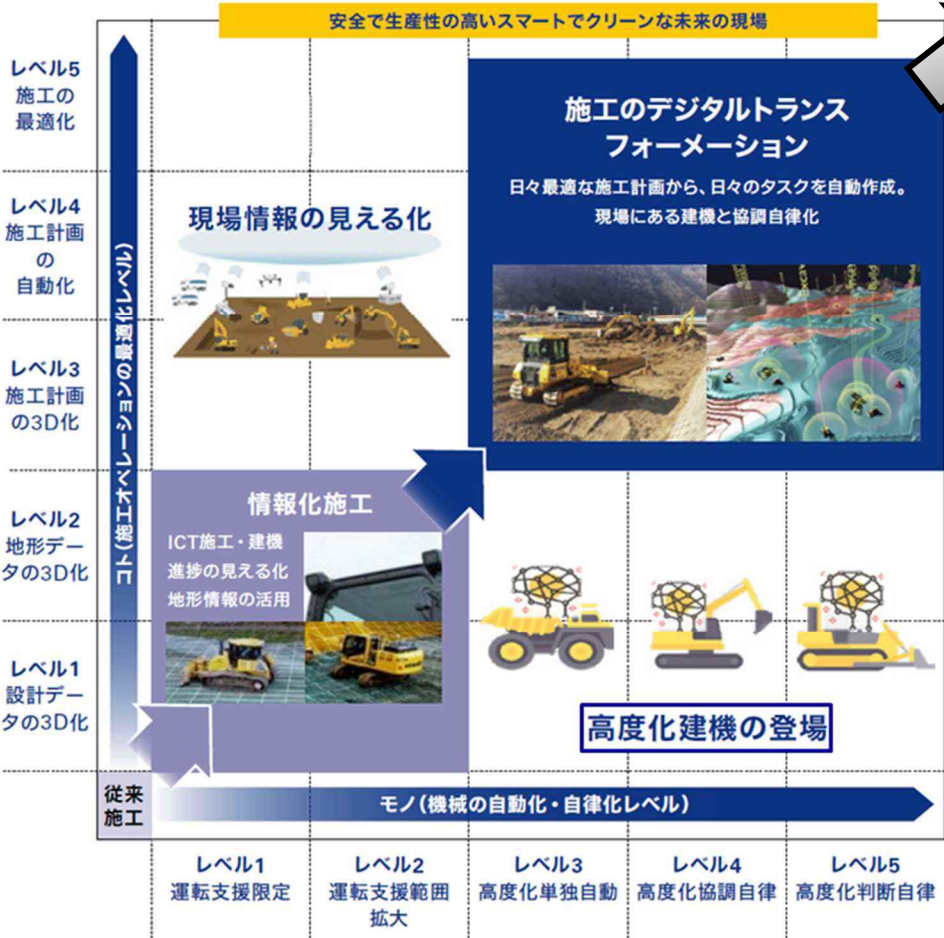 安全で生産性の高いスマートでクリーンな未来の現場
レベル5
施工の
最適化
施工のデジタルトランス
フォーメーション
日々最適な施工計画から、日々のタスクを自動作成。
現場にある建機と協調自律化
レベル4
施工計画
の
自動化
現場情報の見える化
コト(施工オペレーションの最適化レベル)
レベル3
施工計画
の3D化
レベル2
地形デー
タの3D化
情報化施工
ICT施工・建機
進捗の見える化
地形情報の活用
レベル1
設計デー
タの3D化
高度化建機の登場
従来
施工
モノ(機械の自動化・自律化レベル)
レベル1
運転支援限定
レベル2
運転支援範囲
拡大
レベル3
高度化単独自動
レベル4
高度化協調自律
レベル5
高度化判断自律